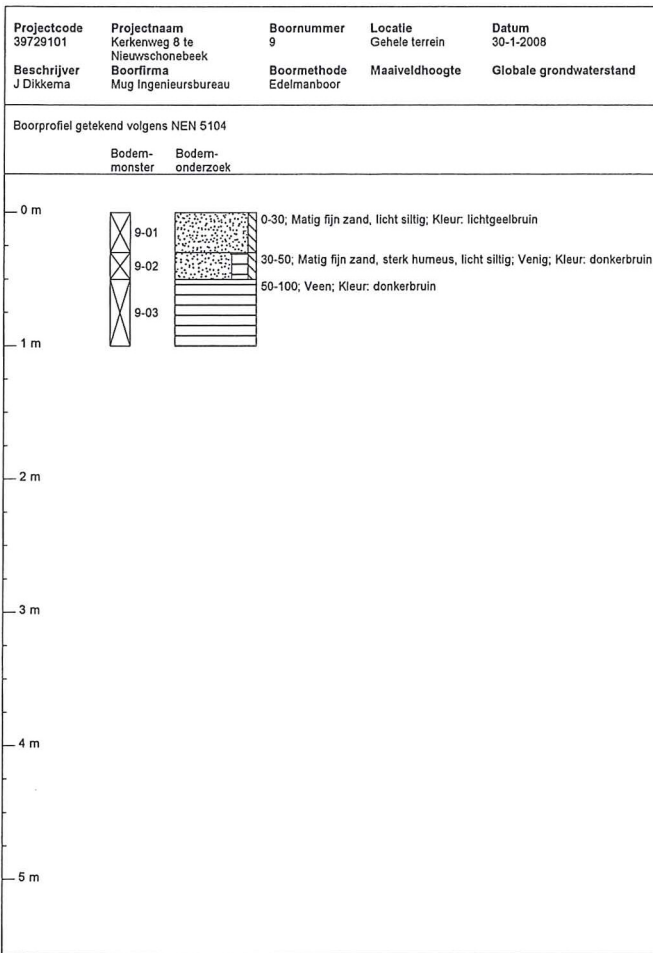 Projectcode Projectnaam Boornummer Locatie Datum
39729101 Kerkenweg 8 te 9 Gehele terrein 30-1-2008
Nieuwschonebeek
Beschrijver Boorfirma Boormethode Maaiveldhoogte Globale grondwaterstand
J Dikkema Mug Ingenieursbureau Edelmanboor
Boorprofiel getekend volgens NEN 5104
Bodem- Bodem-
monster onderzoek
0 m
0-30; Matig fijn zand, licht siltig; Kleur: lichtgeelbruin
9-01
30-50; Matig fijn zand, sterk humeus, licht siltig; Venig; Kleur: donkerbruin
9-02
50-100; Veen; Kleur: donkerbruin
9-03
1 m
2 m
3 m
4 m
5 m